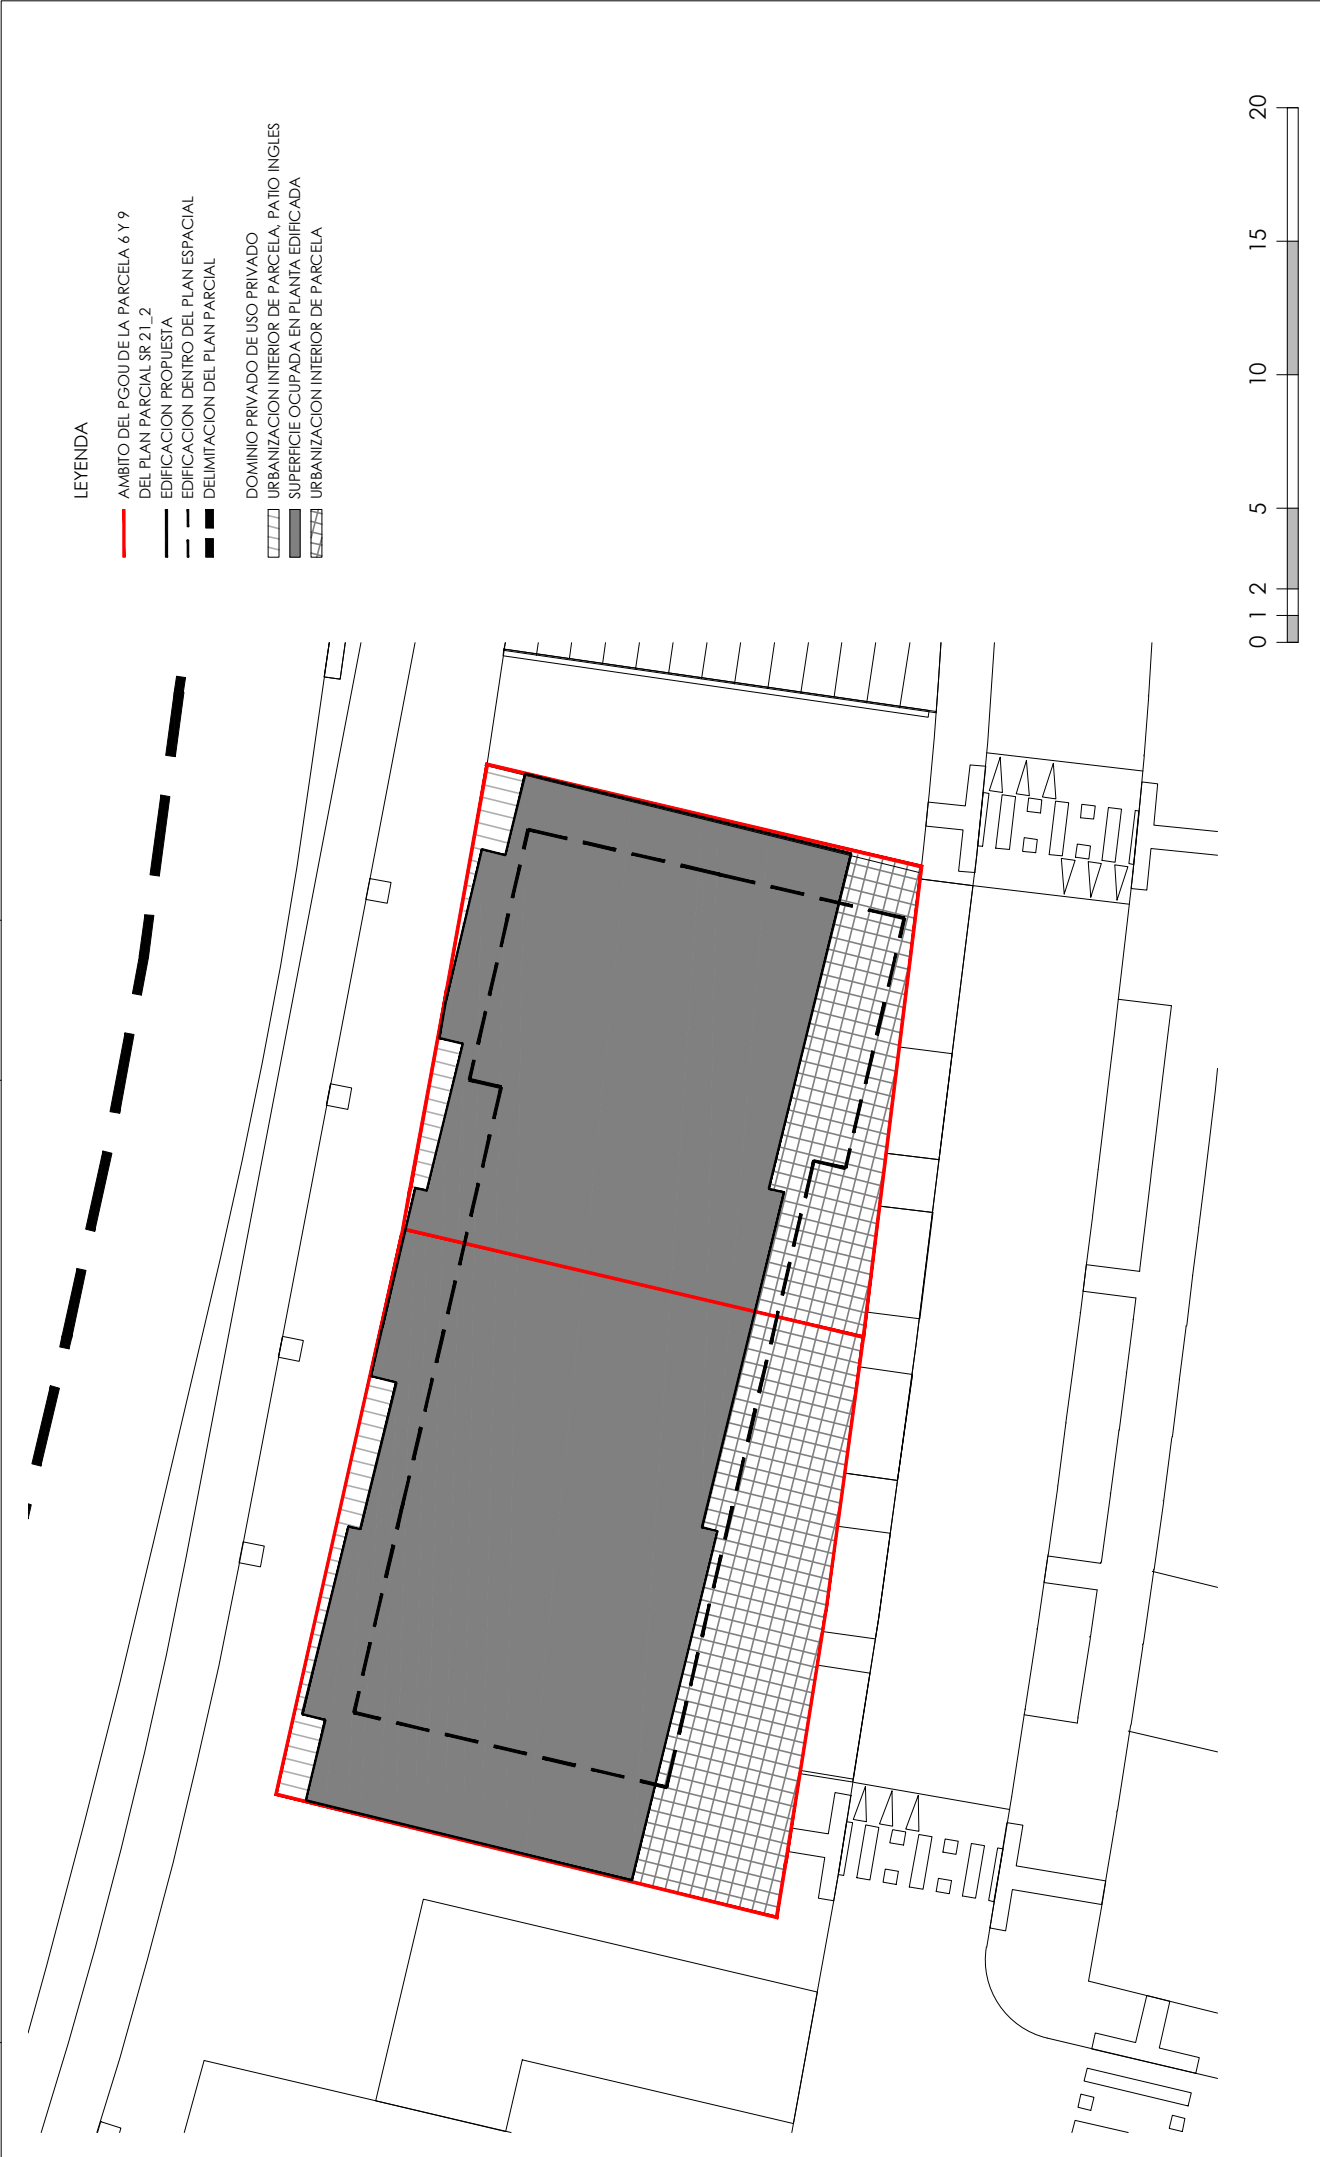 LEYENDA
AMBITO DEL PGOU DE LA PARCELA 6 Y 9
DEL PLAN PARCIAL SR 21_2
EDIFICACION PROPUESTA
EDIFICACION DENTRO DEL PLAN ESPACIAL
DELIMITACION DEL PLAN PARCIAL
DOMINIO PRIVADO DE USO PRIVADO
URBANIZACION INTERIOR DE PARCELA, PATIO INGLES
SUPERFICIE OCUPADA EN PLANTA EDIFICADA
URBANIZACION INTERIOR DE PARCELA
0 1 2 5 10 15 20